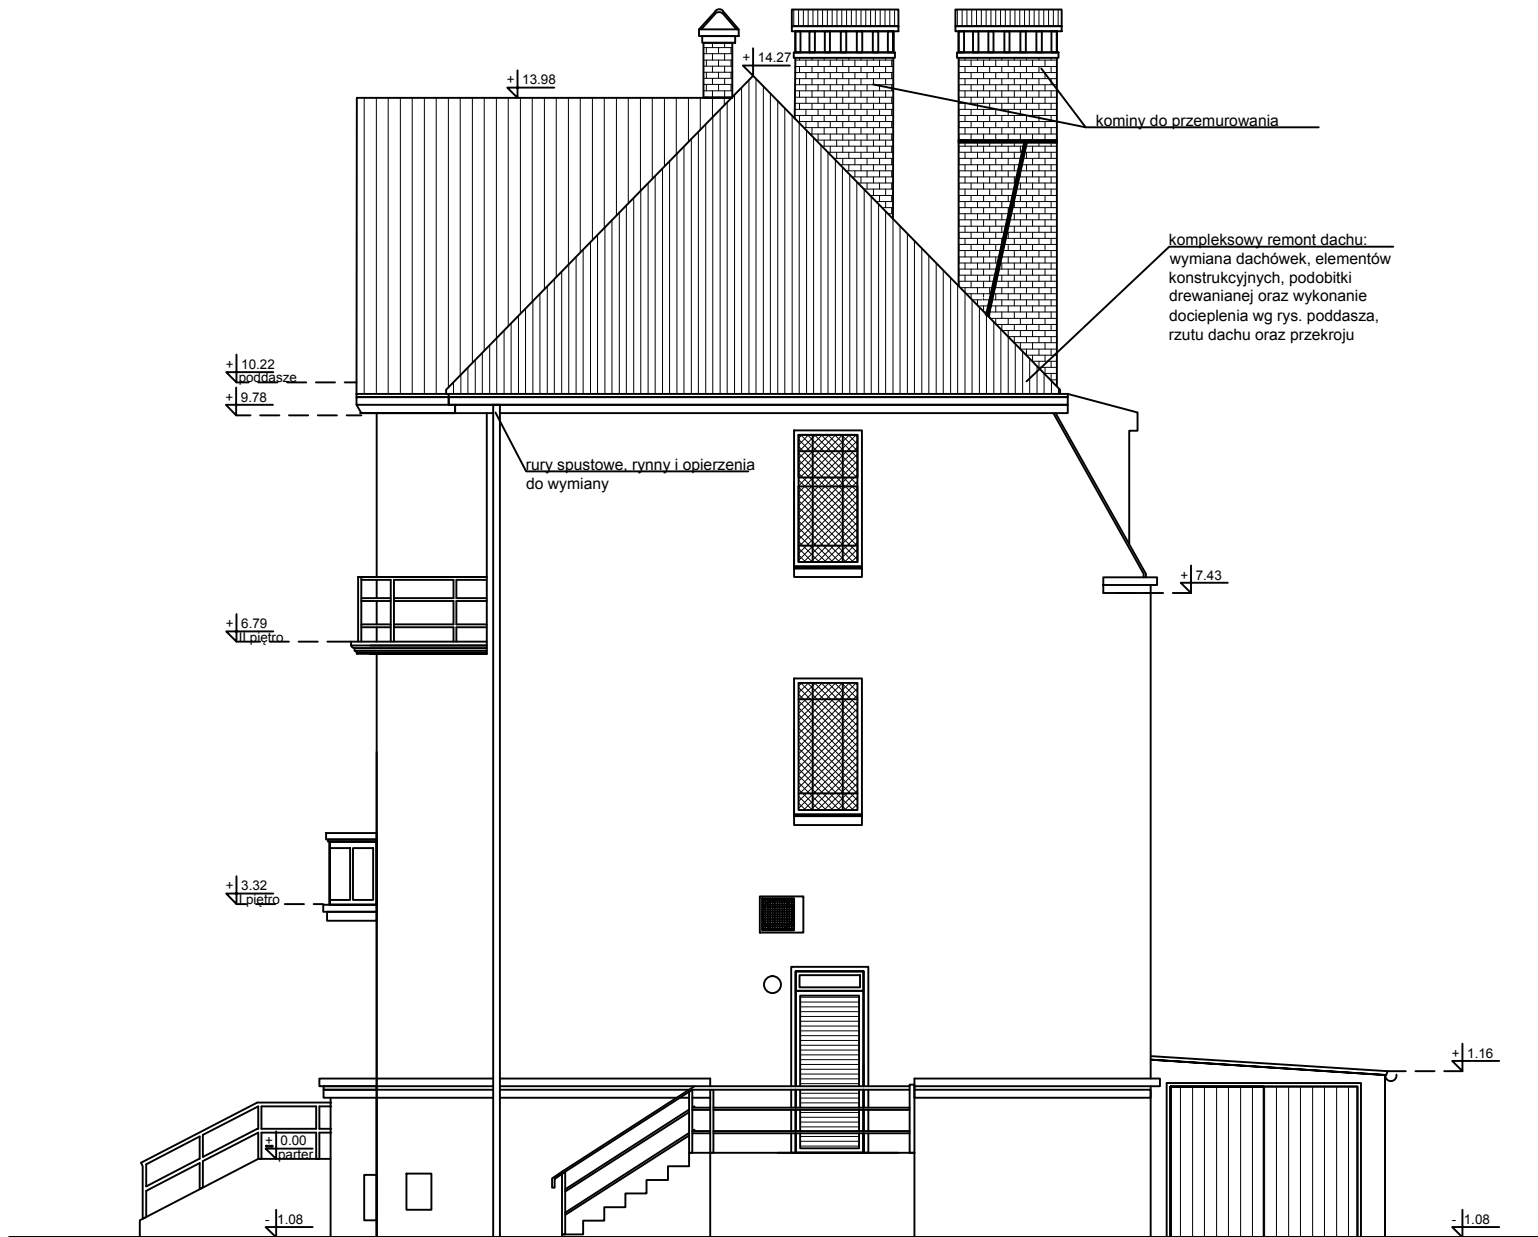 + 14.27
+ 13.98
kominy do przemurowania
kompleksowy remont dachu:
wymiana dachówek, elementów
konstrukcyjnych, podobitki
drewanianej oraz wykonanie
docieplenia wg rys. poddasza,
rzutu dachu oraz przekroju
+ 10.22
poddasze
+ 9.78
rury spustowe, rynny i opierzenia
do wymiany
+ 7.43
+ 6.79
II piętro
+ 3.32
I piętro
+ 1.16
± 0.00
parter
- 1.08
- 1.08